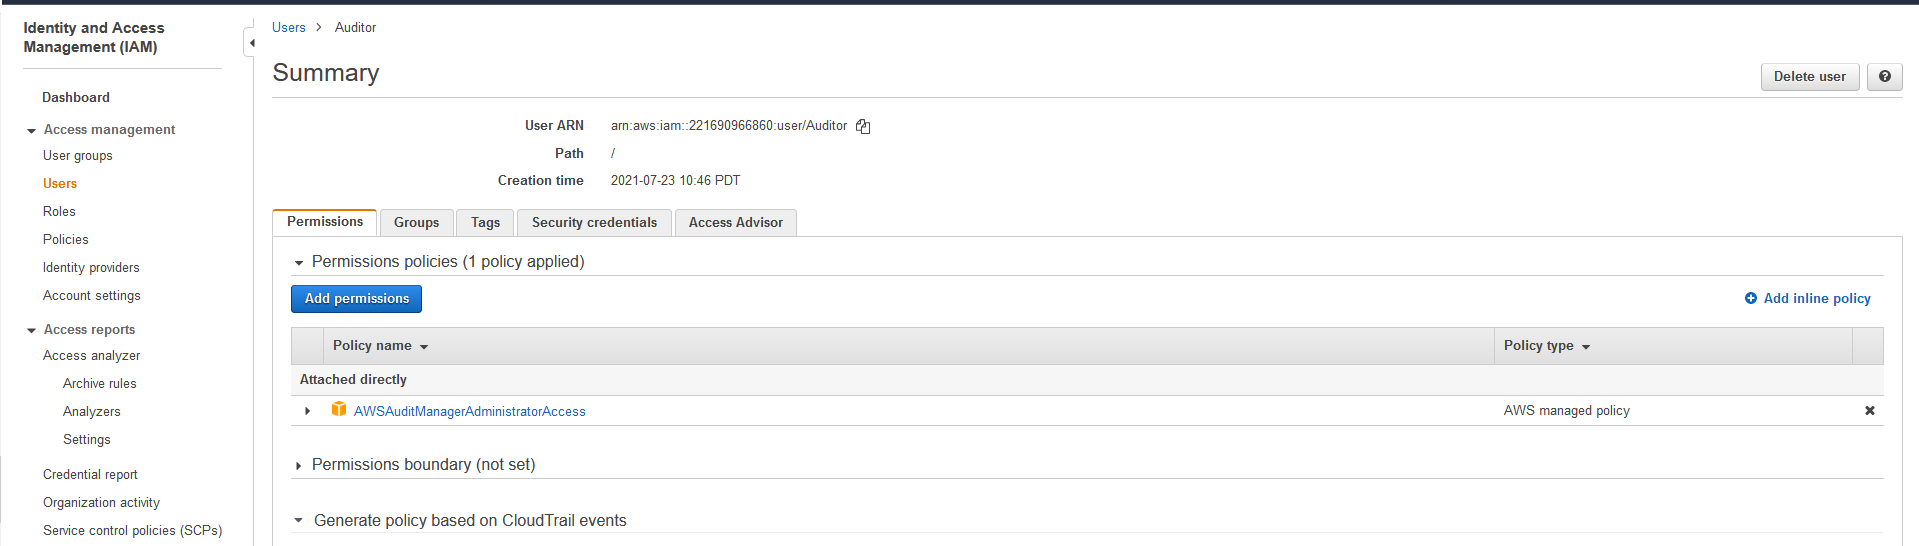 Identity and Access
Management (IAM)
Dashboard
Access management
User groups
Users
Roles
Policies
Identity providers
Account settings
Access reports
Access analyzer
Archive rules
Analyzers
Settings
Credential report
Organization activity
Service control policies (SCPs)
Users > Auditor
Summary
Delete user
?
User ARN arn:aws:iam::221690966860:user/Auditor
Path /
Creation time 2021-07-23 10:46 PDT
Permissions Groups Tags Security credentials Access Advisor
Permissions policies (1 policy applied)
Add permissions
Add inline policy
Policy name Policy type
Attached directly
AWSAuditManagerAdministratorAccess AWS managed policy
Permissions boundary (not set)
Generate policy based on CloudTrail events